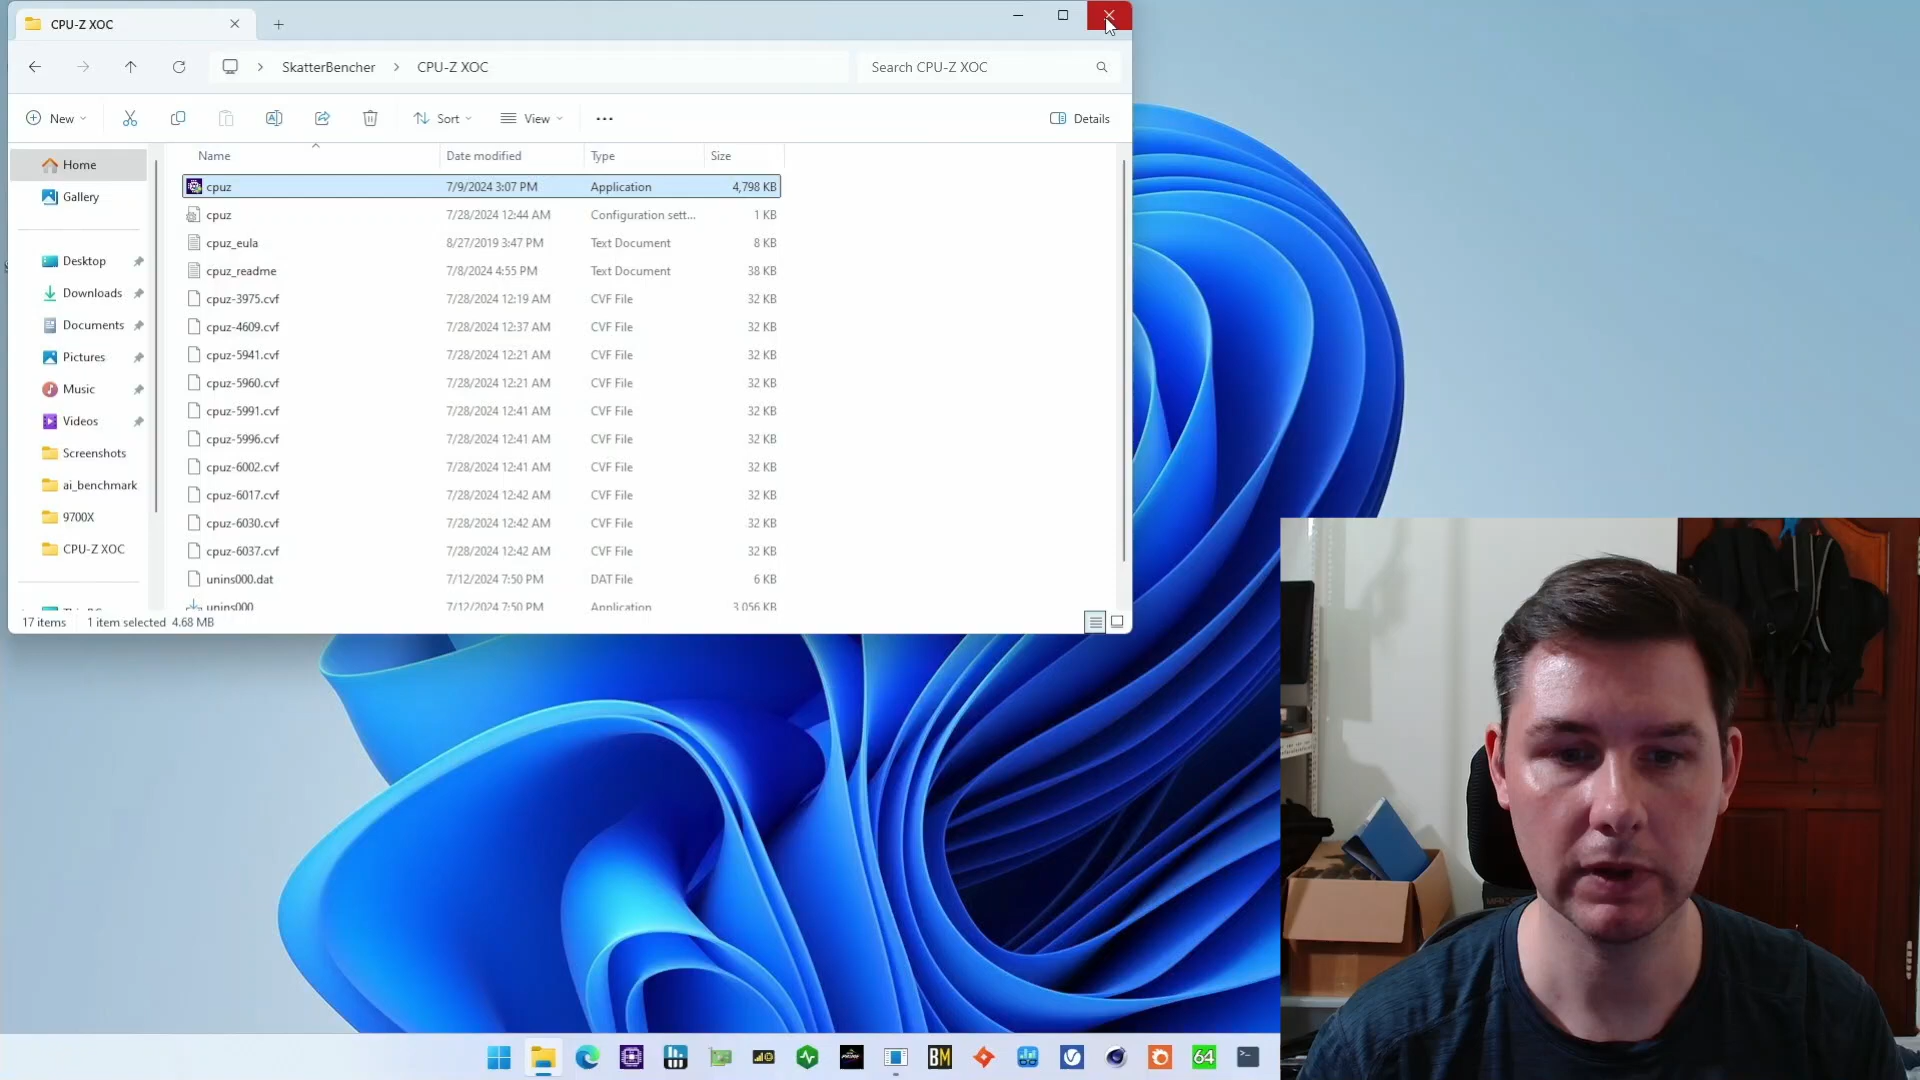 CPU-Z XOC
SkatterBencher CPU-Z XOC Search CPU-Z XOC
New Sort View Details
Name Date modified Type Size
Home
Gallery
Desktop
Downloads
Documents
Pictures
Music
Videos
Screenshots
ai_benchmark
9700X
CPU-Z XOC
cpuz 7/9/2024 3:07 PM Application 4,798 KB
cpuz 7/28/2024 12:44 AM Configuration sett... 1 KB
cpuz_eula 8/27/2019 3:47 PM Text Document 8 KB
cpuz_readme 7/8/2024 4:55 PM Text Document 38 KB
cpuz-3975.cvf 7/28/2024 12:19 AM CVF File 32 KB
cpuz-4609.cvf 7/28/2024 12:37 AM CVF File 32 KB
cpuz-5941.cvf 7/28/2024 12:21 AM CVF File 32 KB
cpuz-5960.cvf 7/28/2024 12:21 AM CVF File 32 KB
cpuz-5991.cvf 7/28/2024 12:41 AM CVF File 32 KB
cpuz-5996.cvf 7/28/2024 12:41 AM CVF File 32 KB
cpuz-6002.cvf 7/28/2024 12:41 AM CVF File 32 KB
cpuz-6017.cvf 7/28/2024 12:42 AM CVF File 32 KB
cpuz-6030.cvf 7/28/2024 12:42 AM CVF File 32 KB
cpuz-6037.cvf 7/28/2024 12:42 AM CVF File 32 KB
unins000.dat 7/12/2024 7:50 PM DAT File 6 KB
unins000 7/12/2024 7:50 PM Application 3,056 KB
17 items 1 item selected 4.68 MB
BM 64